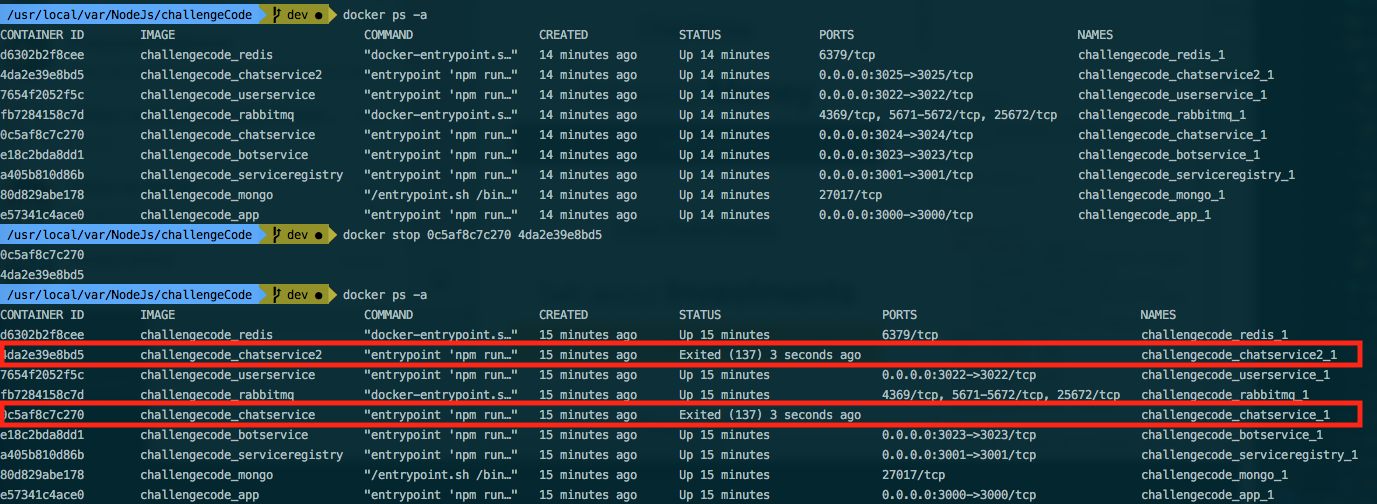 /usr/local/var/NodeJs/challengeCode dev ● docker ps -a
CONTAINER ID IMAGE COMMAND CREATED STATUS PORTS NAMES
d6302b2f8cee challengecode_redis "docker-entrypoint.s…" 14 minutes ago Up 14 minutes 6379/tcp challengecode_redis_1
4da2e39e8bd5 challengecode_chatservice2 "entrypoint 'npm run…" 14 minutes ago Up 14 minutes 0.0.0.0:3025->3025/tcp challengecode_chatservice2_1
7654f2052f5c challengecode_userservice "entrypoint 'npm run…" 14 minutes ago Up 14 minutes 0.0.0.0:3022->3022/tcp challengecode_userservice_1
fb7284158c7d challengecode_rabbitmq "docker-entrypoint.s…" 14 minutes ago Up 14 minutes 4369/tcp, 5671-5672/tcp, 25672/tcp challengecode_rabbitmq_1
0c5af8c7c270 challengecode_chatservice "entrypoint 'npm run…" 14 minutes ago Up 14 minutes 0.0.0.0:3024->3024/tcp challengecode_chatservice_1
e18c2bda8dd1 challengecode_botservice "entrypoint 'npm run…" 14 minutes ago Up 14 minutes 0.0.0.0:3023->3023/tcp challengecode_botservice_1
a405b810d86b challengecode_serviceregistry "entrypoint 'npm run…" 14 minutes ago Up 14 minutes 0.0.0.0:3001->3001/tcp challengecode_serviceregistry_1
80d829abe178 challengecode_mongo "/entrypoint.sh /bin…" 14 minutes ago Up 14 minutes 27017/tcp challengecode_mongo_1
e57341c4ace0 challengecode_app "entrypoint 'npm run…" 14 minutes ago Up 14 minutes 0.0.0.0:3000->3000/tcp challengecode_app_1
/usr/local/var/NodeJs/challengeCode dev ● docker stop 0c5af8c7c270 4da2e39e8bd5
0c5af8c7c270
4da2e39e8bd5
/usr/local/var/NodeJs/challengeCode dev ● docker ps -a
CONTAINER ID IMAGE COMMAND CREATED STATUS PORTS NAMES
d6302b2f8cee challengecode_redis "docker-entrypoint.s…" 15 minutes ago Up 15 minutes 6379/tcp challengecode_redis_1
4da2e39e8bd5 challengecode_chatservice2 "entrypoint 'npm run…" 15 minutes ago Exited (137) 3 seconds ago challengecode_chatservice2_1
7654f2052f5c challengecode_userservice "entrypoint 'npm run…" 15 minutes ago Up 15 minutes 0.0.0.0:3022->3022/tcp challengecode_userservice_1
fb7284158c7d challengecode_rabbitmq "docker-entrypoint.s…" 15 minutes ago Up 15 minutes 4369/tcp, 5671-5672/tcp, 25672/tcp challengecode_rabbitmq_1
0c5af8c7c270 challengecode_chatservice "entrypoint 'npm run…" 15 minutes ago Exited (137) 3 seconds ago challengecode_chatservice_1
e18c2bda8dd1 challengecode_botservice "entrypoint 'npm run…" 15 minutes ago Up 15 minutes 0.0.0.0:3023->3023/tcp challengecode_botservice_1
a405b810d86b challengecode_serviceregistry "entrypoint 'npm run…" 15 minutes ago Up 15 minutes 0.0.0.0:3001->3001/tcp challengecode_serviceregistry_1
80d829abe178 challengecode_mongo "/entrypoint.sh /bin…" 15 minutes ago Up 15 minutes 27017/tcp challengecode_mongo_1
e57341c4ace0 challengecode_app "entrypoint 'npm run…" 15 minutes ago Up 15 minutes 0.0.0.0:3000->3000/tcp challengecode_app_1